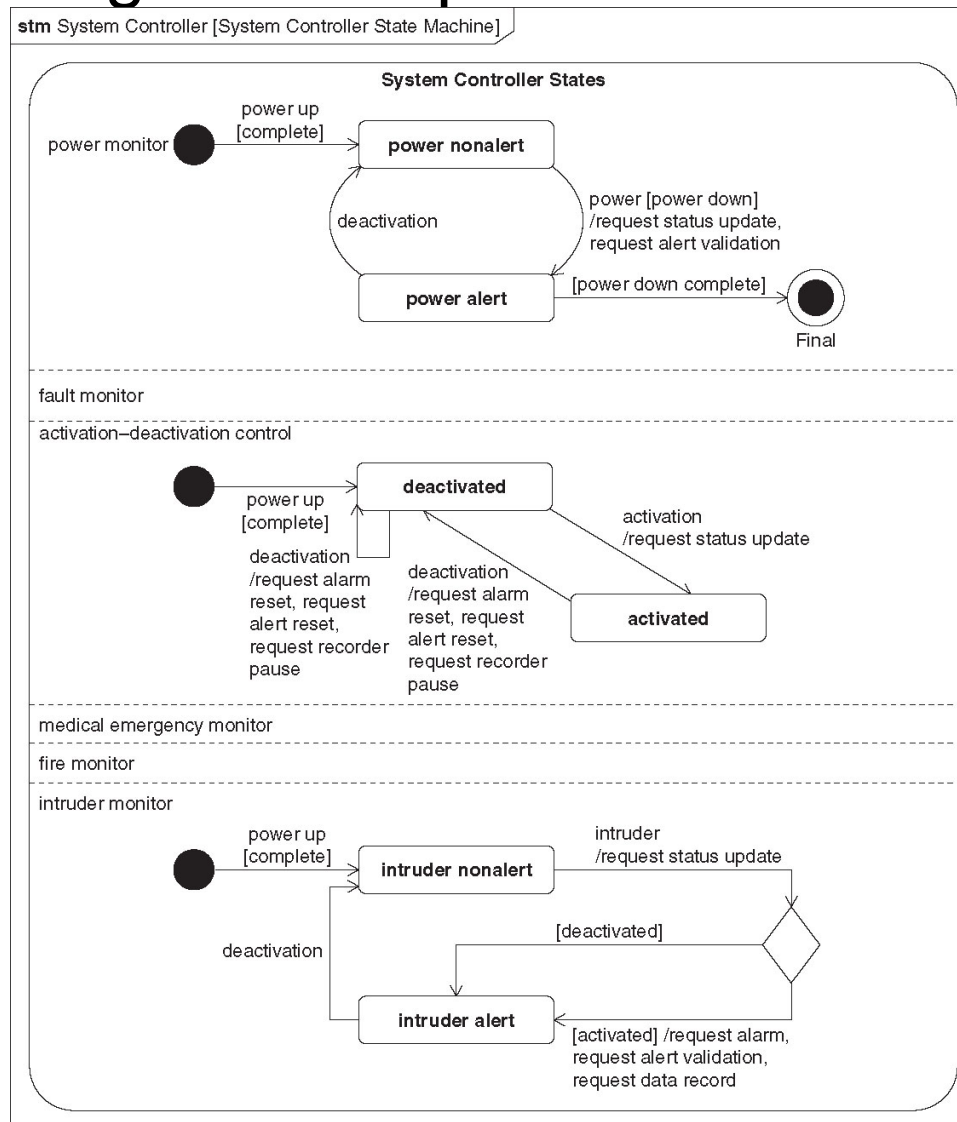 stm System Controller [System Controller State Machine]
System Controller States
power monitor
power up
[complete]
power nonalert
deactivation
power [power down]
/request status update,
request alert validation
power alert
[power down complete]
Final
fault monitor
activation–deactivation control
power up
[complete]
deactivated
activation
/request status update
deactivation
/request alarm
reset, request
alert reset,
request recorder
pause
deactivation
/request alarm
reset, request
alert reset,
request recorder
pause
activated
medical emergency monitor
fire monitor
intruder monitor
power up
[complete]
intruder nonalert
intruder
/request status update
[deactivated]
deactivation
intruder alert
[activated] /request alarm,
request alert validation,
request data record